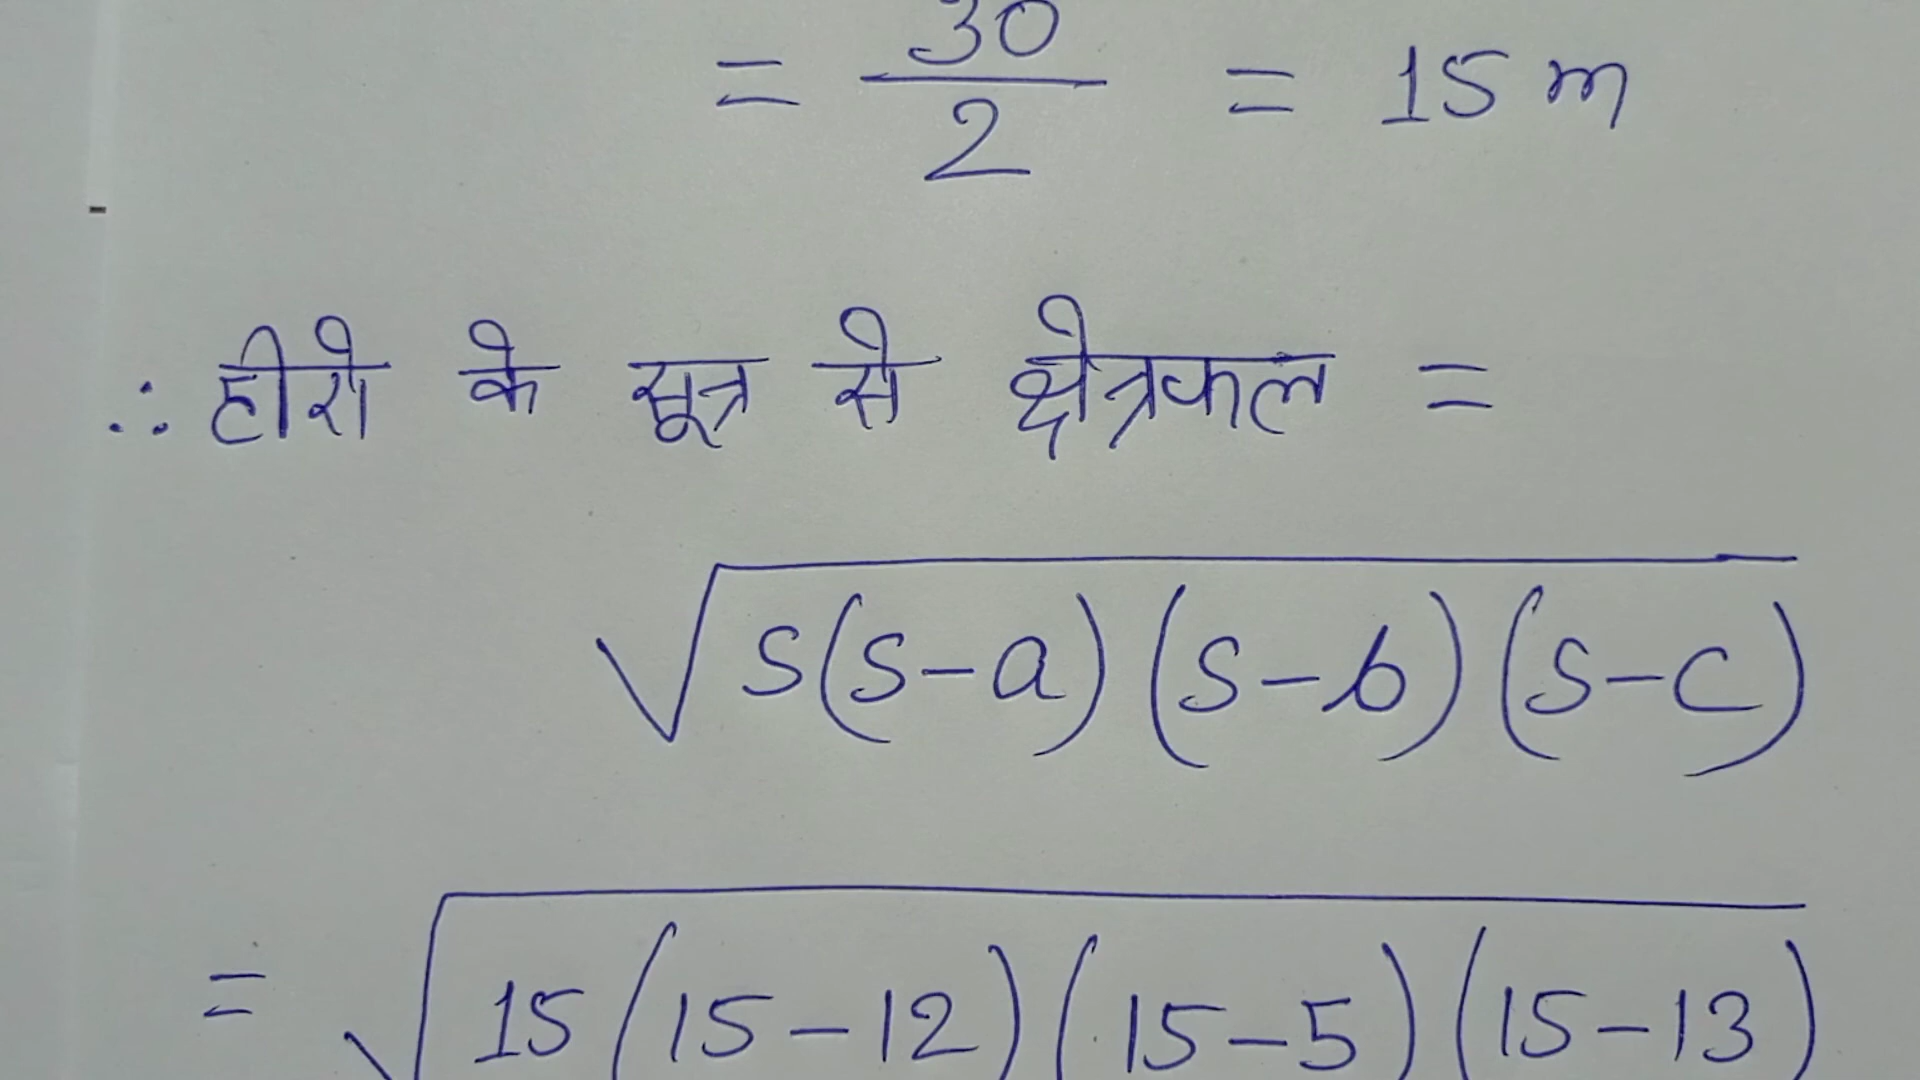 = 30/2 = 15 m
∴ हीरो के सूत्र से क्षेत्रफल =
√s(s-a)(s-b)(s-c)
= √15(15-12)(15-5)(15-13)